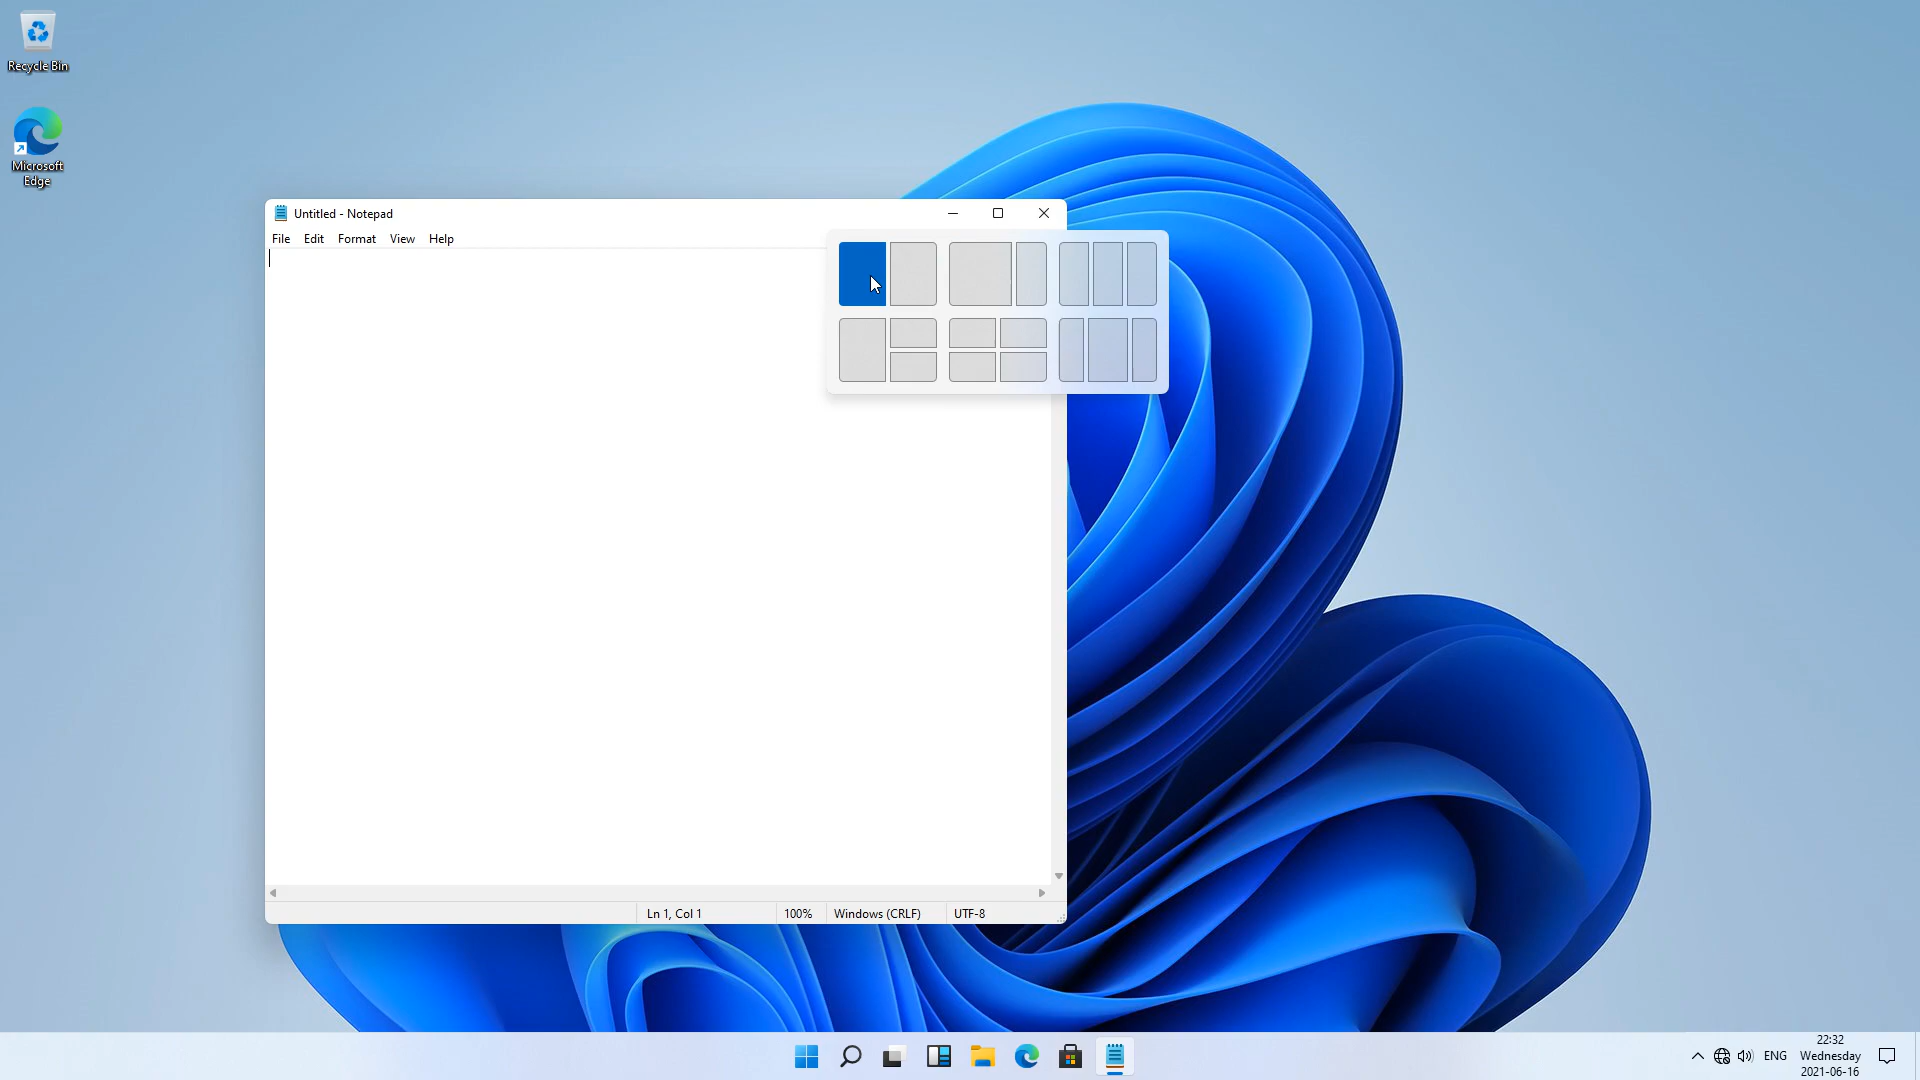 Recycle Bin
Microsoft
Edge
Untitled - Notepad
File Edit Format View Help
Ln 1, Col 1 100% Windows (CRLF) UTF-8
22:32
ENG Wednesday
2021-06-16